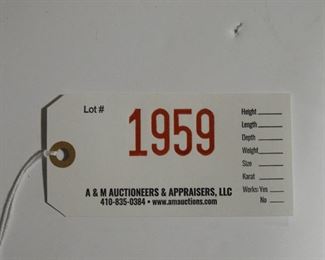 Lot #
1959
Height
Length
Depth
Weight
Size
Karat
Works: Yes
No
A & M AUCTIONEERS & APPRAISERS, LLC
410-835-0384 • www.amauctions.com